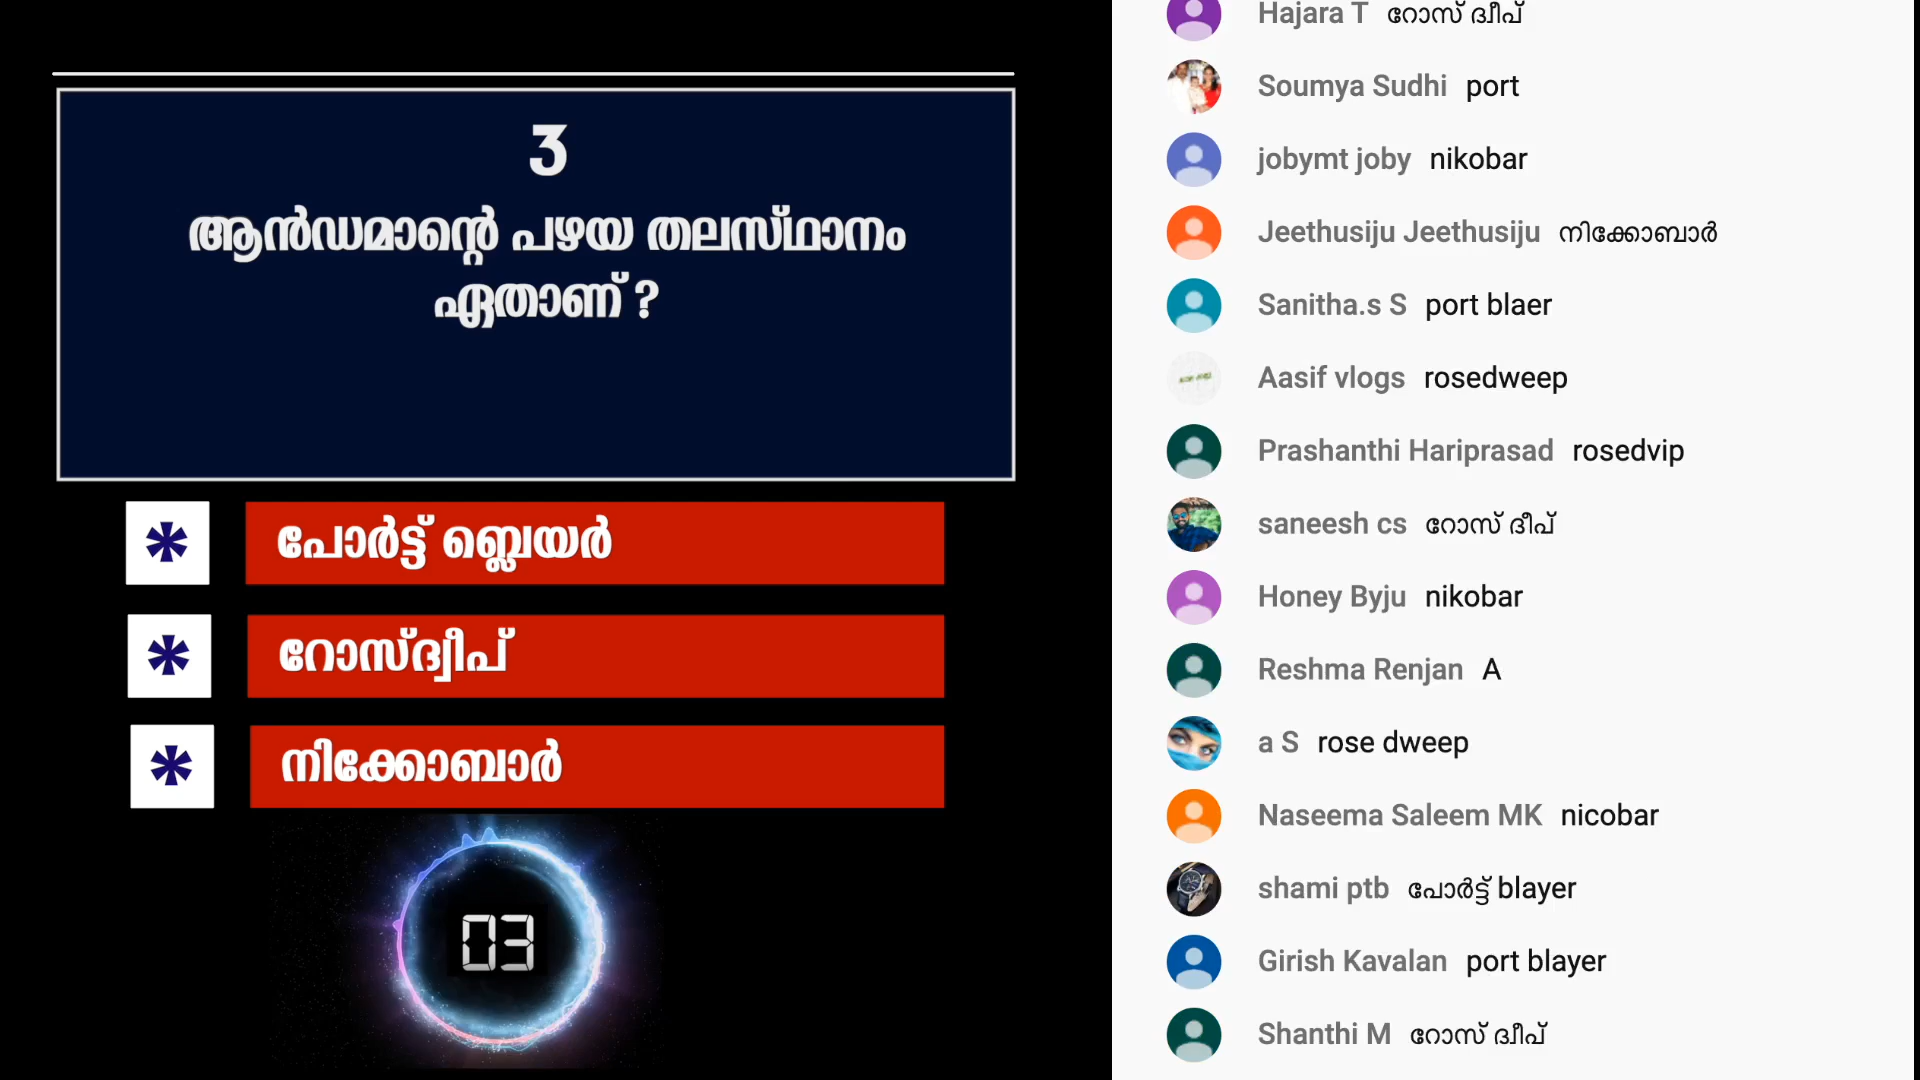 3
ആൻഡമാന്റെ പഴയ തലസ്ഥാനം
ഏതാണ് ?
* പോർട്ട് ബ്ലെയർ
* റോസ്ദ്വീപ്
* നിക്കോബാർ
03
Hajara T റോസ് ദ്വീപ്
Soumya Sudhi port
jobymt joby nikobar
Jeethusiju Jeethusiju നിക്കോബാർ
Sanitha.s S port blaer
Aasif vlogs rosedweep
Prashanthi Hariprasad rosedvip
saneesh cs റോസ് ദീപ്
Honey Byju nikobar
Reshma Renjan A
a S rose dweep
Naseema Saleem MK nicobar
shami ptb പോർട്ട് blayer
Girish Kavalan port blayer
Shanthi M റോസ് ദ്വീപ്